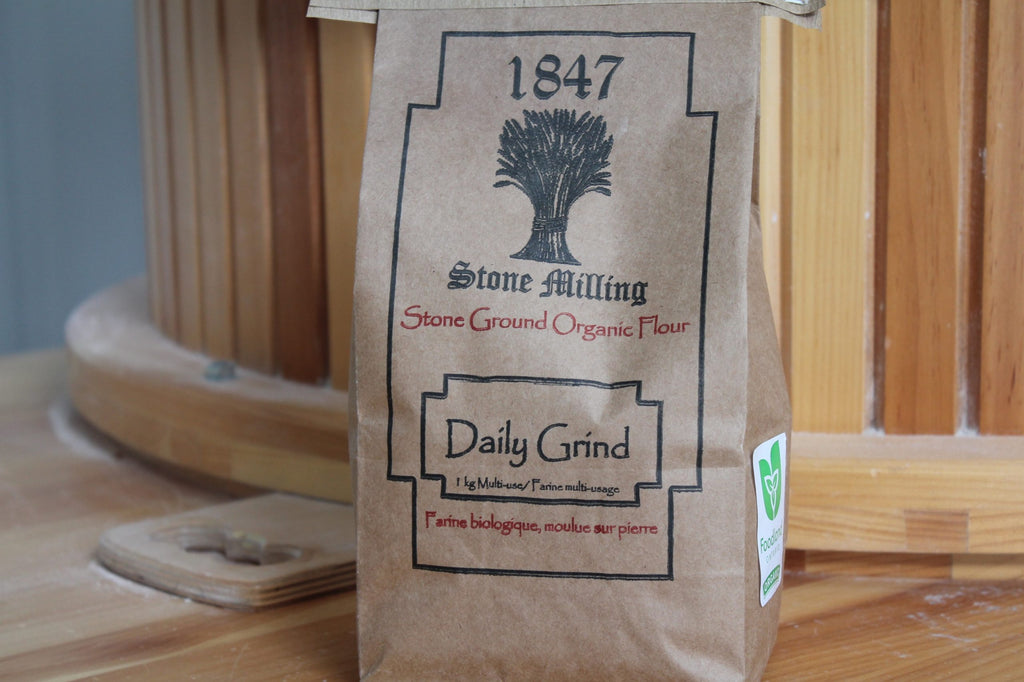 1847
Stone Milling
Stone Ground Organic Flour
Daily Grind
1 kg Multi-use/ Farine multi-usage
Farine biologique, moulue sur pierre